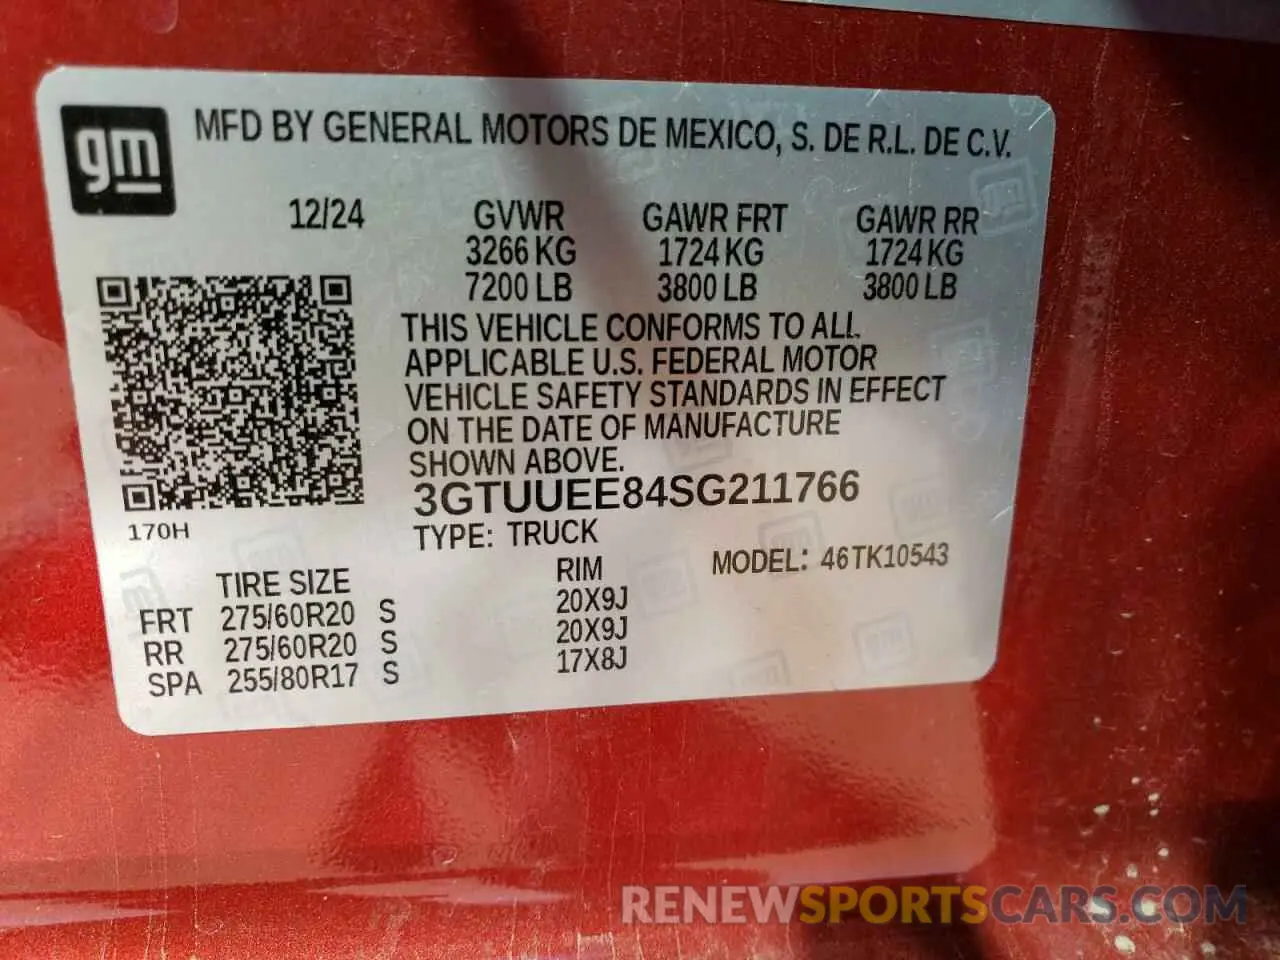 gm
MFD BY GENERAL MOTORS DE MEXICO, S. DE R.L. DE C.V.
12/24 GVWR GAWR FRT GAWR RR
3266 KG 1724 KG 1724 KG
7200 LB 3800 LB 3800 LB
THIS VEHICLE CONFORMS TO ALL
APPLICABLE U.S. FEDERAL MOTOR
VEHICLE SAFETY STANDARDS IN EFFECT
ON THE DATE OF MANUFACTURE
SHOWN ABOVE.
3GTUUEE84SG211766
170H
TYPE: TRUCK
MODEL: 46TK10543
TIRE SIZE RIM
FRT 275/60R20 S 20X9J
RR 275/60R20 S 20X9J
SPA 255/80R17 S 17X8J
RENEWSPORTSCARS.COM